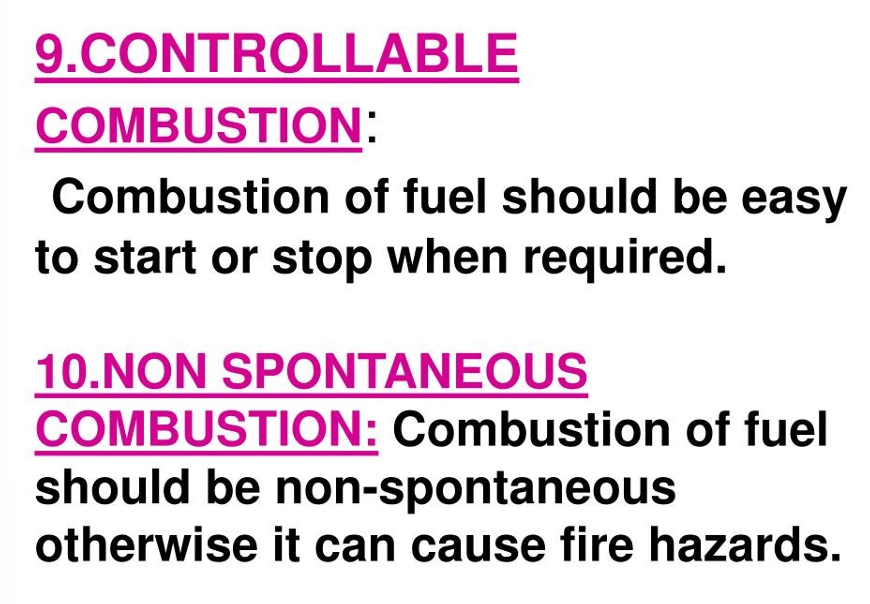 9.CONTROLLABLE
COMBUSTION:
Combustion of fuel should be easy
to start or stop when required.
10.NON SPONTANEOUS
COMBUSTION: Combustion of fuel
should be non-spontaneous
otherwise it can cause fire hazards.